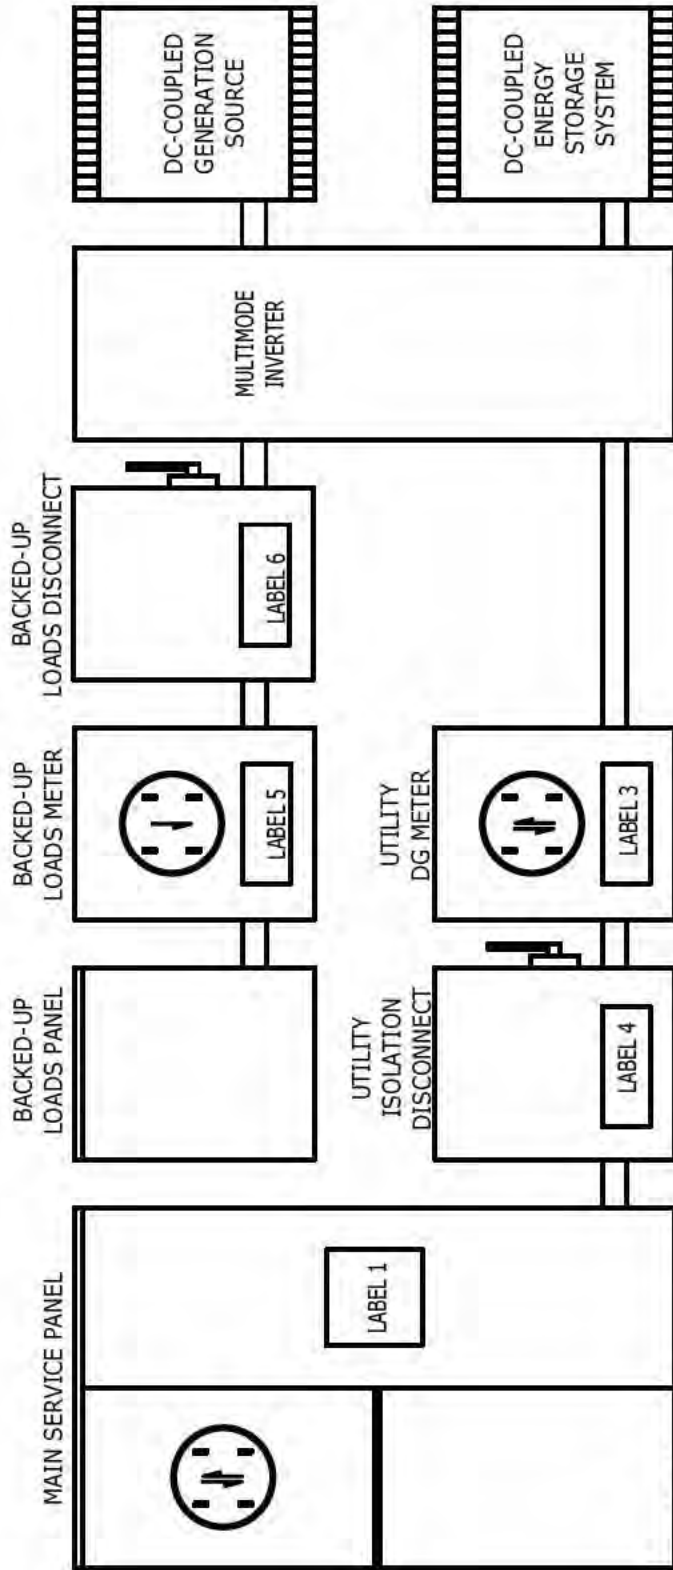 MAIN SERVICE PANEL
LABEL 1
BACKED-UP
LOADS PANEL
UTILITY
ISOLATION
DISCONNECT
LABEL 4
BACKED-UP
LOADS METER
LABEL 5
UTILITY
DG METER
LABEL 3
BACKED-UP
LOADS DISCONNECT
LABEL 6
MULTIMODE
INVERTER
DC-COUPLED
GENERATION
SOURCE
DC-COUPLED
ENERGY
STORAGE
SYSTEM